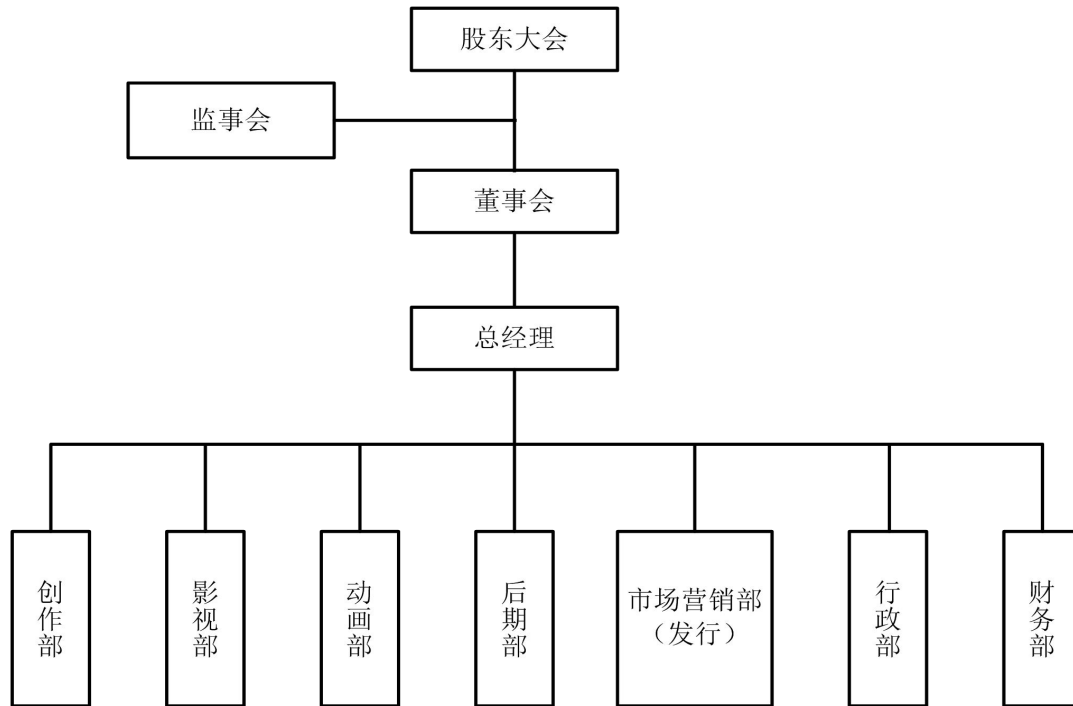 股东大会
监事会
董事会
总经理
创作部
影视部
动画部
后期部
市场营销部
（发行）
行政部
财务部